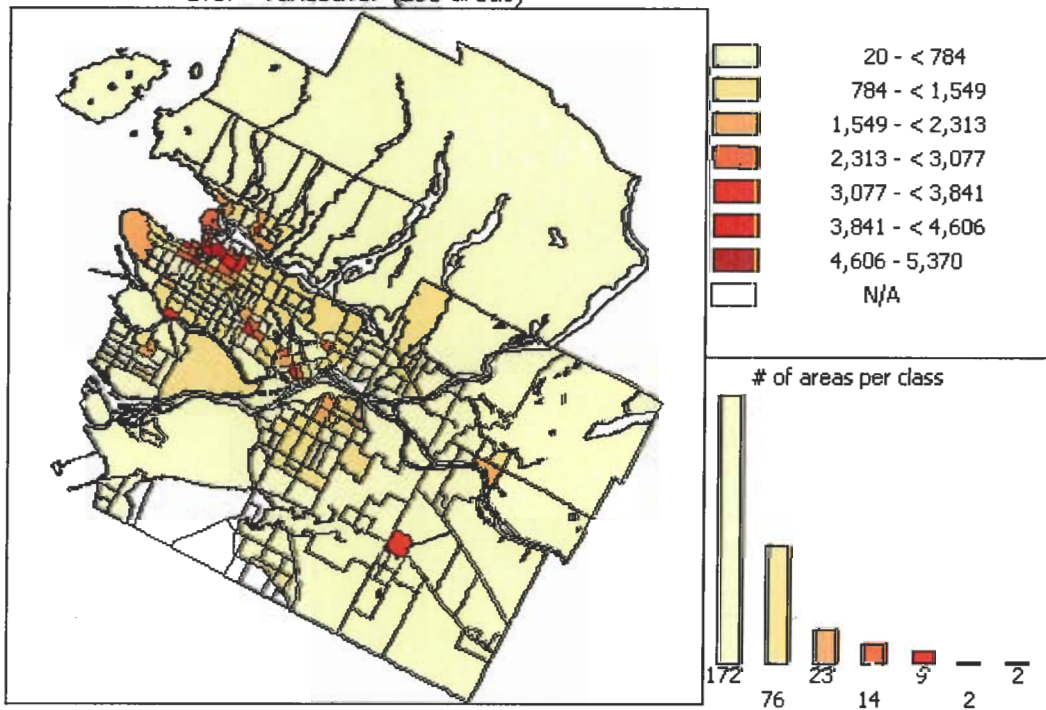 20 - < 784
784 - < 1,549
1,549 - < 2,313
2,313 - < 3,077
3,077 - < 3,841
3,841 - < 4,606
4,606 - 5,370
N/A
# of areas per class
172 23 9 2
76 14 2